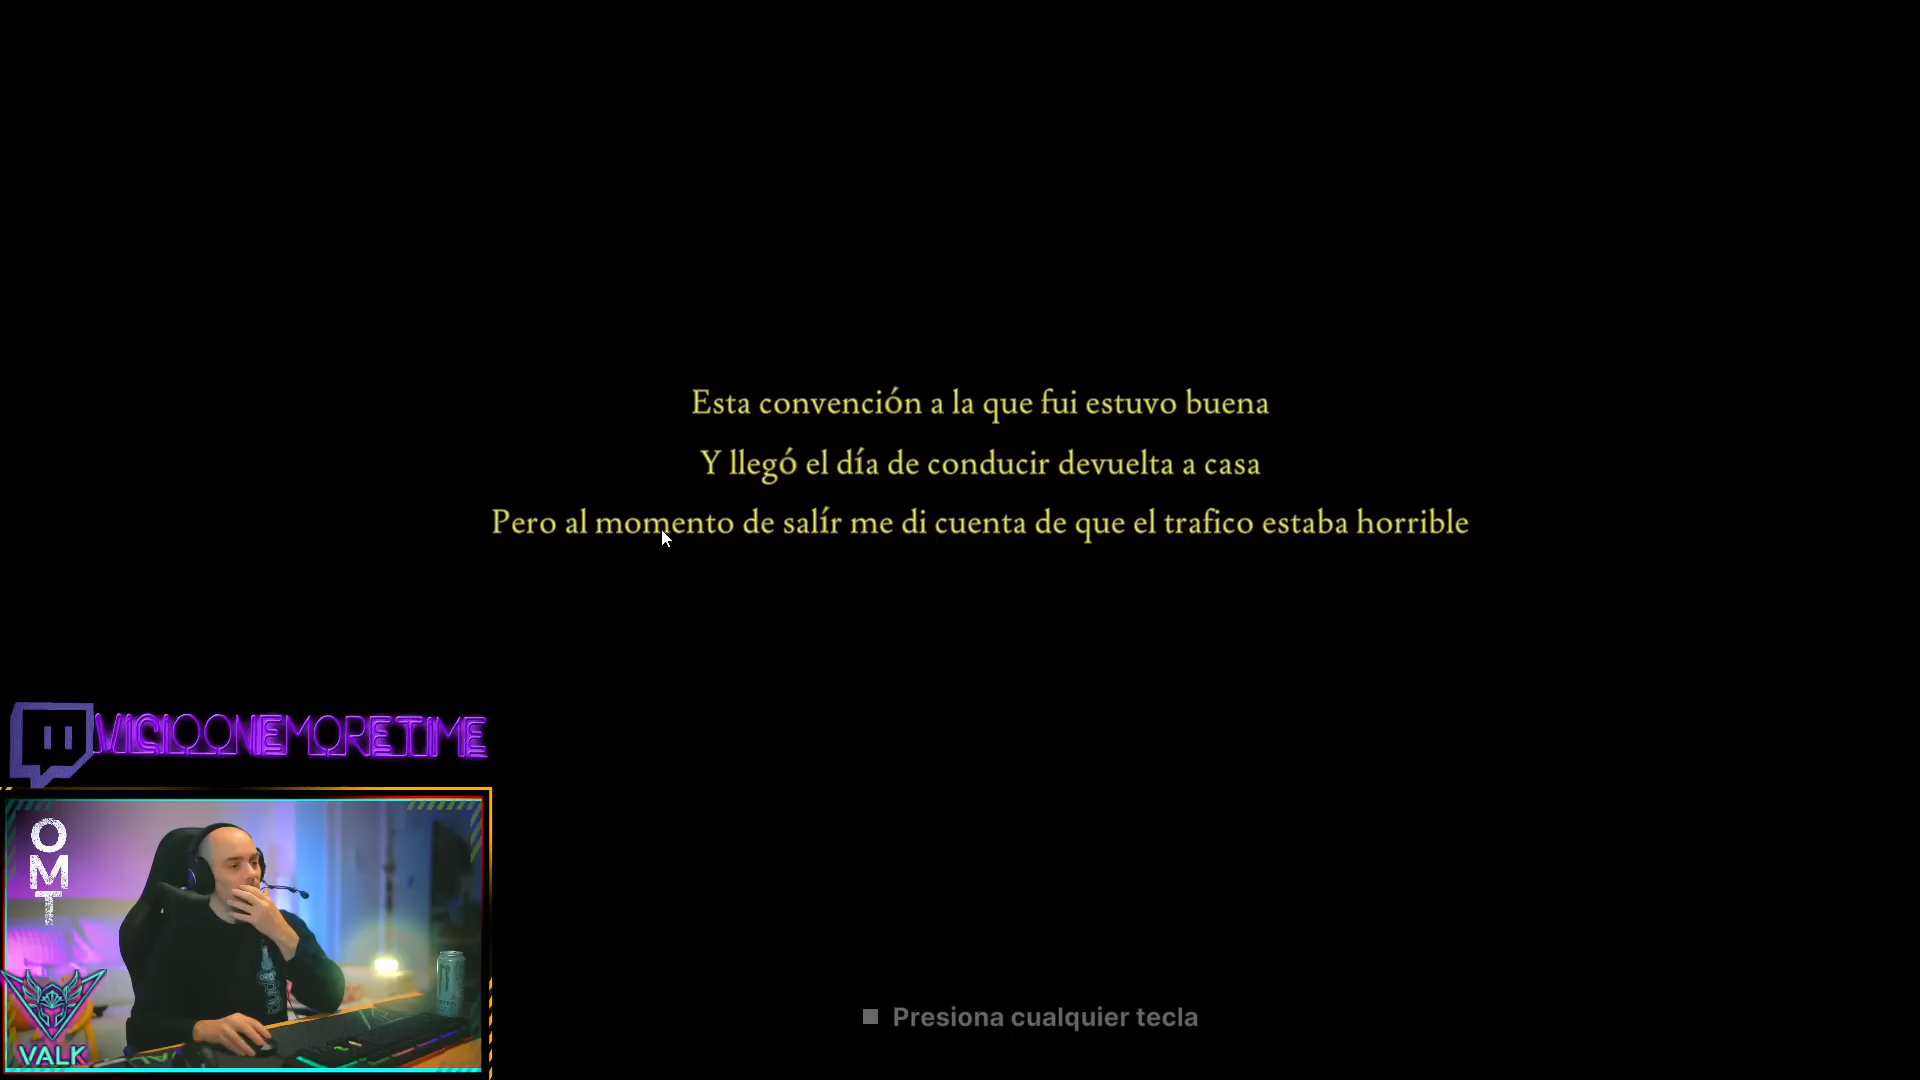 Esta convención a la que fui estuvo buena
Y llegó el día de conducir devuelta a casa
Pero al momento de salír me di cuenta de que el trafico estaba horrible
VICIOONEMORETIME
OMT
VALK
Presiona cualquier tecla